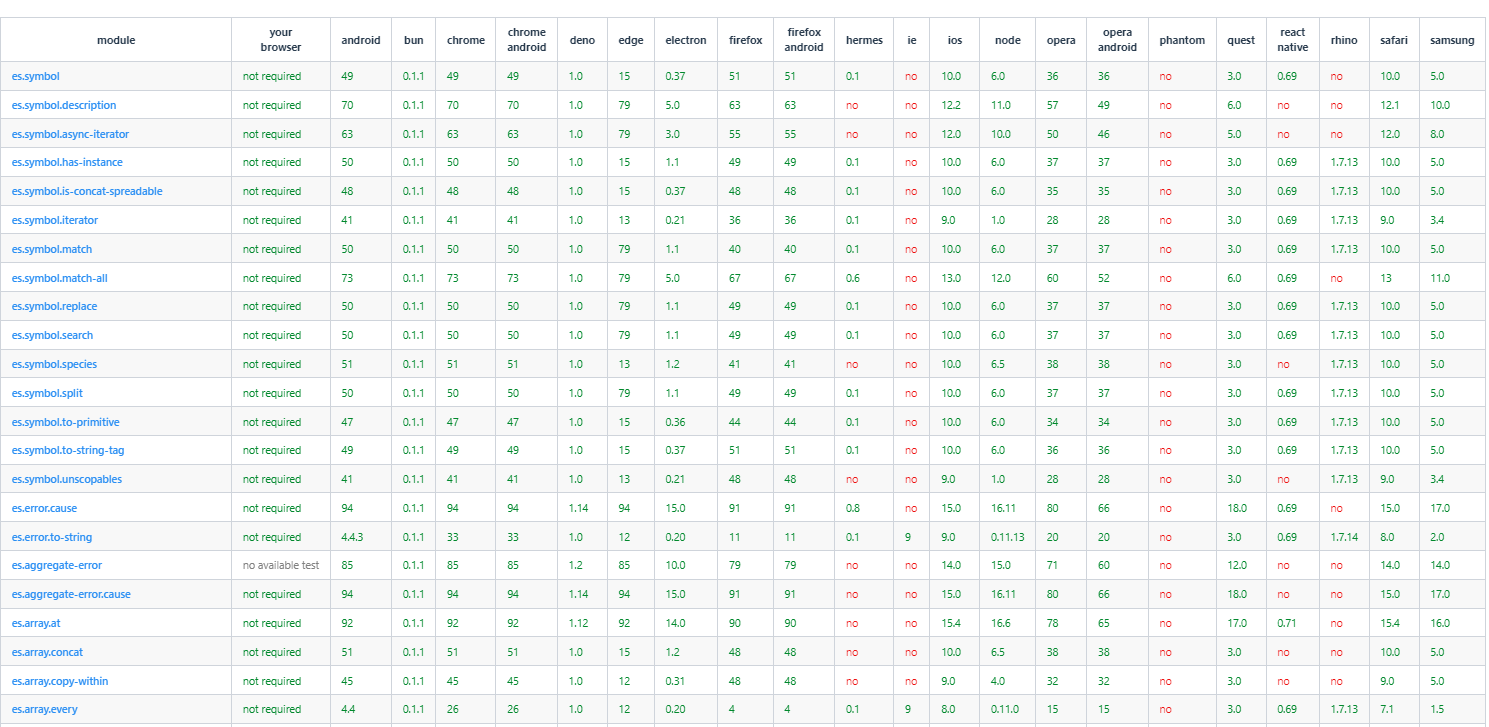 module your browser android bun chrome chrome android deno edge electron firefox firefox android hermes ie ios node opera opera android phantom quest react native rhino safari samsung
es.symbol not required 49 0.1.1 49 49 1.0 15 0.37 51 51 0.1 no 10.0 6.0 36 36 no 3.0 0.69 no 10.0 5.0
es.symbol.description not required 70 0.1.1 70 70 1.0 79 5.0 63 63 no no 12.2 11.0 57 49 no 6.0 no no 12.1 10.0
es.symbol.async-iterator not required 63 0.1.1 63 63 1.0 79 3.0 55 55 no no 12.0 10.0 50 46 no 5.0 no no 12.0 8.0
es.symbol.has-instance not required 50 0.1.1 50 50 1.0 15 1.1 49 49 0.1 no 10.0 6.0 37 37 no 3.0 0.69 1.7.13 10.0 5.0
es.symbol.is-concat-spreadable not required 48 0.1.1 48 48 1.0 15 0.37 48 48 0.1 no 10.0 6.0 35 35 no 3.0 0.69 1.7.13 10.0 5.0
es.symbol.iterator not required 41 0.1.1 41 41 1.0 13 0.21 36 36 0.1 no 9.0 1.0 28 28 no 3.0 0.69 1.7.13 9.0 3.4
es.symbol.match not required 50 0.1.1 50 50 1.0 79 1.1 40 40 0.1 no 10.0 6.0 37 37 no 3.0 0.69 1.7.13 10.0 5.0
es.symbol.match-all not required 73 0.1.1 73 73 1.0 79 5.0 67 67 0.6 no 13.0 12.0 60 52 no 6.0 0.69 no 13 11.0
es.symbol.replace not required 50 0.1.1 50 50 1.0 79 1.1 49 49 0.1 no 10.0 6.0 37 37 no 3.0 0.69 1.7.13 10.0 5.0
es.symbol.search not required 50 0.1.1 50 50 1.0 79 1.1 49 49 0.1 no 10.0 6.0 37 37 no 3.0 0.69 1.7.13 10.0 5.0
es.symbol.species not required 51 0.1.1 51 51 1.0 13 1.2 41 41 no no 10.0 6.5 38 38 no 3.0 no 1.7.13 10.0 5.0
es.symbol.split not required 50 0.1.1 50 50 1.0 79 1.1 49 49 0.1 no 10.0 6.0 37 37 no 3.0 0.69 1.7.13 10.0 5.0
es.symbol.to-primitive not required 47 0.1.1 47 47 1.0 15 0.36 44 44 0.1 no 10.0 6.0 34 34 no 3.0 0.69 1.7.13 10.0 5.0
es.symbol.to-string-tag not required 49 0.1.1 49 49 1.0 15 0.37 51 51 0.1 no 10.0 6.0 36 36 no 3.0 0.69 1.7.13 10.0 5.0
es.symbol.unscopables not required 41 0.1.1 41 41 1.0 13 0.21 48 48 no no 9.0 1.0 28 28 no 3.0 no 1.7.13 9.0 3.4
es.error.cause not required 94 0.1.1 94 94 1.14 94 15.0 91 91 0.8 no 15.0 16.11 80 66 no 18.0 0.69 no 15.0 17.0
es.error.to-string not required 4.4.3 0.1.1 33 33 1.0 12 0.20 11 11 0.1 9 9.0 0.11.13 20 20 no 3.0 0.69 1.7.14 8.0 2.0
es.aggregate-error no available test 85 0.1.1 85 85 1.2 85 10.0 79 79 no no 14.0 15.0 71 60 no 12.0 no no 14.0 14.0
es.aggregate-error.cause not required 94 0.1.1 94 94 1.14 94 15.0 91 91 no no 15.0 16.11 80 66 no 18.0 no no 15.0 17.0
es.array.at not required 92 0.1.1 92 92 1.12 92 14.0 90 90 no no 15.4 16.6 78 65 no 17.0 0.71 no 15.4 16.0
es.array.concat not required 51 0.1.1 51 51 1.0 15 1.2 48 48 no no 10.0 6.5 38 38 no 3.0 no no 10.0 5.0
es.array.copy-within not required 45 0.1.1 45 45 1.0 12 0.31 48 48 no no 9.0 4.0 32 32 no 3.0 no no 9.0 5.0
es.array.every not required 4.4 0.1.1 26 26 1.0 12 0.20 4 4 0.1 9 8.0 0.11.0 15 15 no 3.0 0.69 1.7.13 7.1 1.5